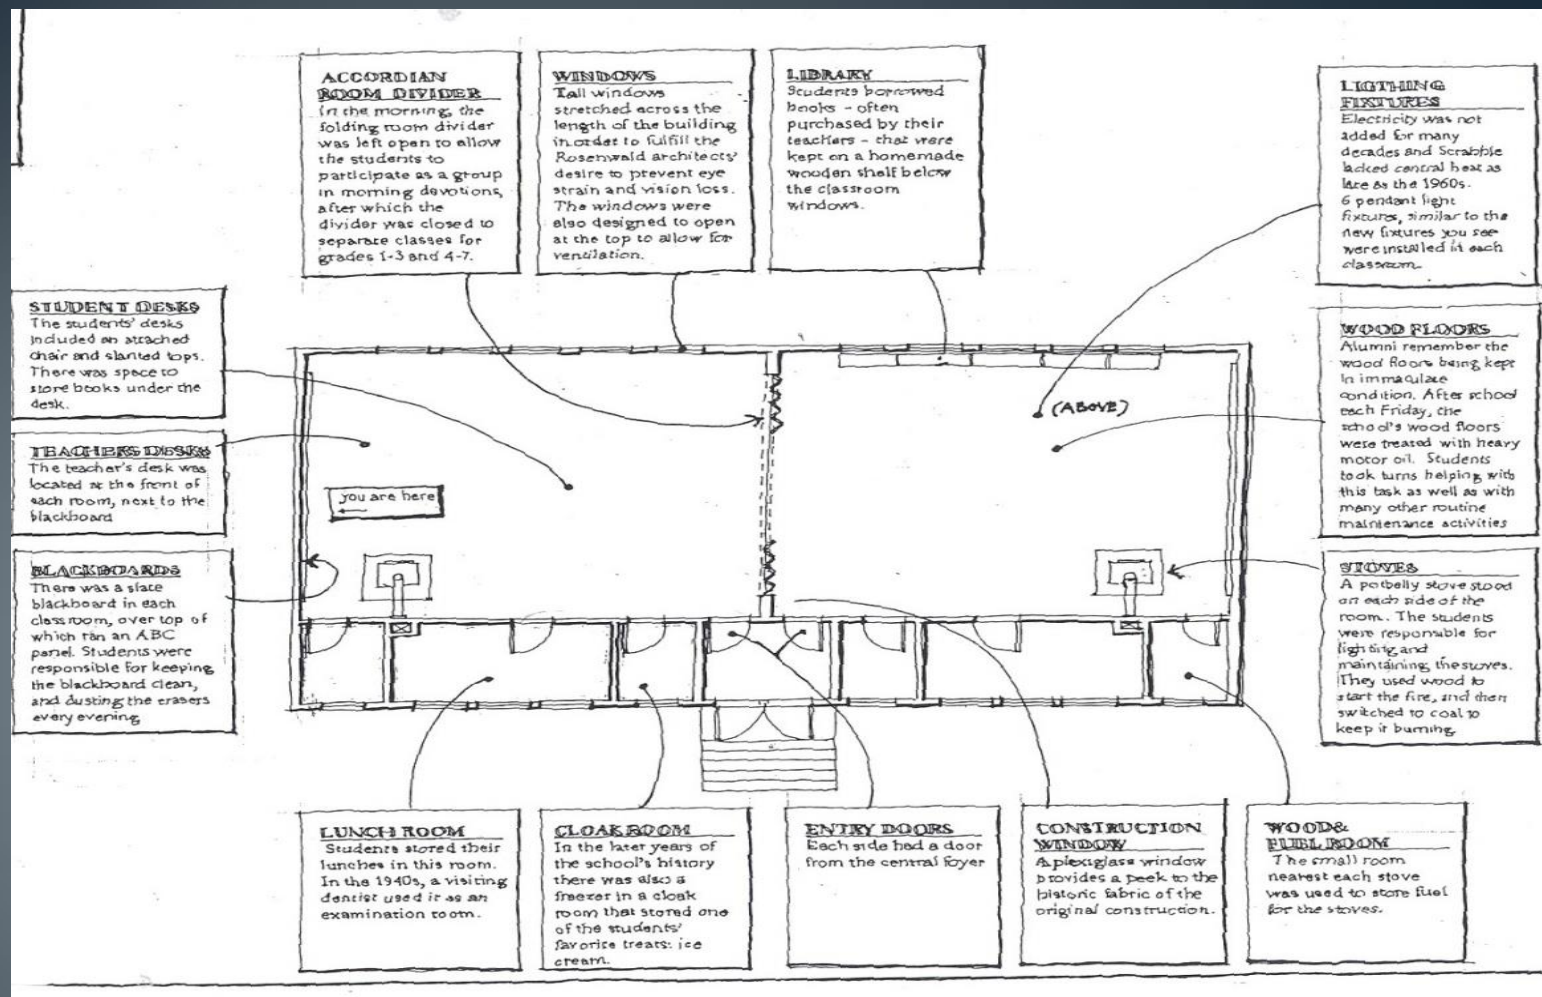 ACCORDIAN
ROOM DIVIDER
In the morning, the
folding room divider
was left open to allow
the students to
participate as a group
in morning devotions,
after which the
divider was closed to
separate classes for
grades 1-3 and 4-7.
WINDOWS
Tall windows
stretched across the
length of the building
in order to fulfill the
Rosenwald architects'
desire to prevent eye
strain and vision loss.
The windows were
also designed to open
at the top to allow for
ventilation.
LIBRARY
Students borrowed
books - often
purchased by their
teachers - that were
kept on a homemade
wooden shelf below
the classroom
windows.
LIGTHING
FIXTURES
Electricity was not
added for many
decades and Scrabble
lacked central heat as
late as the 1960s.
6 pendant light
fixtures, similar to the
new fixtures you see
were installed in each
classroom.
STUDENT DESKS
The students' desks
included an attached
chair and slanted tops.
There was space to
store books under the
desk.
TEACHERS DESKS
The teacher's desk was
located at the front of
each room, next to the
blackboard
BLACKBOARDS
There was a slate
blackboard in each
classroom, over top of
which ran an ABC
panel. Students were
responsible for keeping
the blackboard clean,
and dusting the erasers
every evening
you are here
(ABOVE)
WOOD FLOORS
Alumni remember the
wood floors being kept
in immaculate
condition. After school
each Friday, the
school's wood floors
were treated with heavy
motor oil. Students
took turns helping with
this task as well as with
many other routine
maintenance activities
STOVES
A potbelly stove stood
on each side of the
room. The students
were responsible for
lighting and
maintaining the stoves.
They used wood to
start the fire, and then
switched to coal to
keep it burning
LUNCH ROOM
Students stored their
lunches in this room.
In the 1940s, a visiting
dentist used it as an
examination room.
CLOAK ROOM
In the later years of
the school's history
there was also a
freezer in a cloak
room that stored one
of the students'
favorite treats: ice
cream.
ENTRY DOORS
Each side had a door
from the central foyer
CONSTRUCTION
WINDOW
A plexiglass window
provides a peek to the
historic fabric of the
original construction.
WOOD &
FUEL ROOM
The small room
nearest each stove
was used to store fuel
for the stoves.